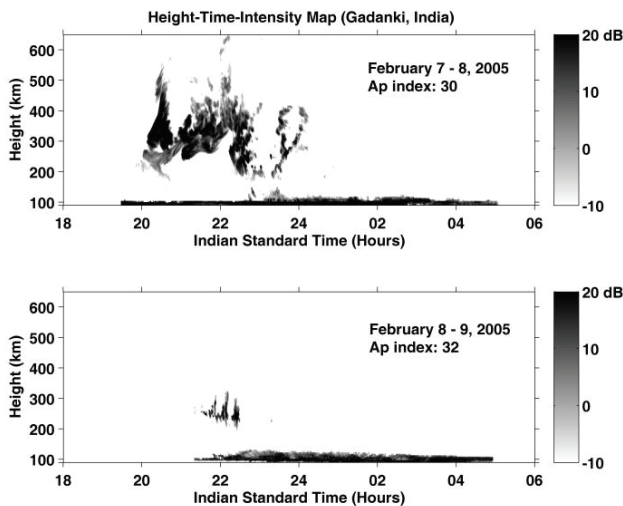 Height-Time-Intensity Map (Gadanki, India)
600
500
400
300
200
100
Height (km)
February 7 - 8, 2005
Ap index: 30
20 dB
10
0
-10
18 20 22 24 02 04 06
Indian Standard Time (Hours)
600
500
400
300
200
100
Height (km)
February 8 - 9, 2005
Ap index: 32
20 dB
10
0
-10
18 20 22 24 02 04 06
Indian Standard Time (Hours)